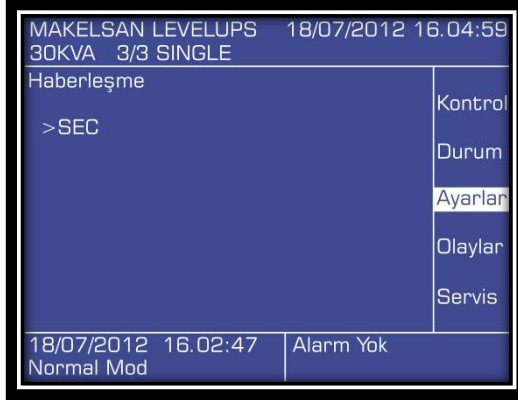 MAKELSAN LEVELUPS 18/07/2012 16.04:59
30KVA 3/3 SINGLE
Haberleşme
>SEC
Kontrol
Durum
Ayarlar
Olaylar
Servis
18/07/2012 16.02:47
Normal Mod
Alarm Yok